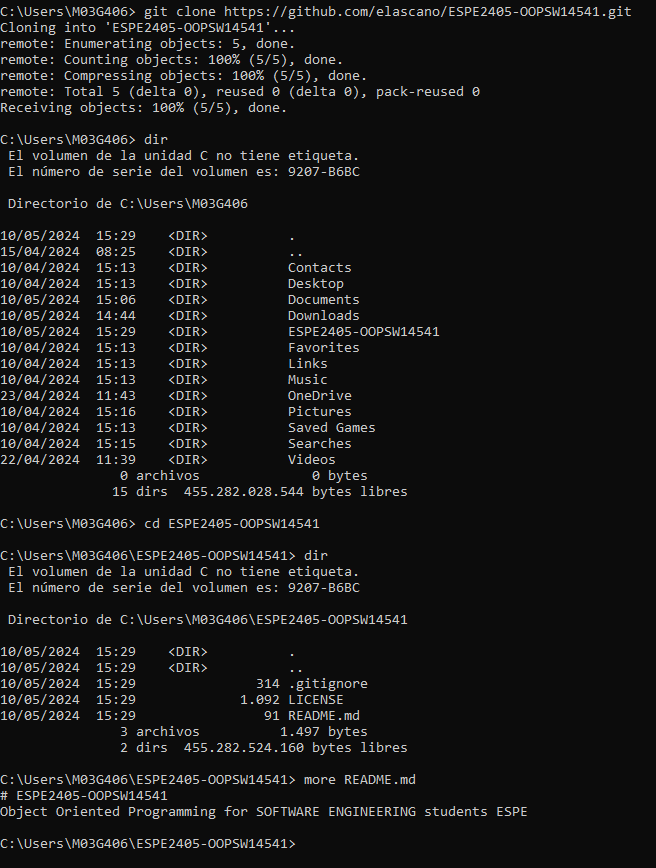 C:\Users\M03G406> git clone https://github.com/elascano/ESPE2405-OOPSW14541.git
Cloning into 'ESPE2405-OOPSW14541'...
remote: Enumerating objects: 5, done.
remote: Counting objects: 100% (5/5), done.
remote: Compressing objects: 100% (5/5), done.
remote: Total 5 (delta 0), reused 0 (delta 0), pack-reused 0
Receiving objects: 100% (5/5), done.

C:\Users\M03G406> dir
 El volumen de la unidad C no tiene etiqueta.
 El número de serie del volumen es: 9207-B6BC

 Directorio de C:\Users\M03G406

10/05/2024  15:29    <DIR>          .
15/04/2024  08:25    <DIR>          ..
10/04/2024  15:13    <DIR>          Contacts
10/04/2024  15:13    <DIR>          Desktop
10/05/2024  15:06    <DIR>          Documents
10/05/2024  14:44    <DIR>          Downloads
10/05/2024  15:29    <DIR>          ESPE2405-OOPSW14541
10/04/2024  15:13    <DIR>          Favorites
10/04/2024  15:13    <DIR>          Links
10/04/2024  15:13    <DIR>          Music
23/04/2024  11:43    <DIR>          OneDrive
10/04/2024  15:16    <DIR>          Pictures
10/04/2024  15:13    <DIR>          Saved Games
10/04/2024  15:15    <DIR>          Searches
22/04/2024  11:39    <DIR>          Videos
               0 archivos              0 bytes
              15 dirs  455.282.028.544 bytes libres

C:\Users\M03G406> cd ESPE2405-OOPSW14541

C:\Users\M03G406\ESPE2405-OOPSW14541> dir
 El volumen de la unidad C no tiene etiqueta.
 El número de serie del volumen es: 9207-B6BC

 Directorio de C:\Users\M03G406\ESPE2405-OOPSW14541

10/05/2024  15:29    <DIR>          .
10/05/2024  15:29    <DIR>          ..
10/05/2024  15:29               314 .gitignore
10/05/2024  15:29             1.092 LICENSE
10/05/2024  15:29                91 README.md
               3 archivos          1.497 bytes
               2 dirs  455.282.524.160 bytes libres

C:\Users\M03G406\ESPE2405-OOPSW14541> more README.md
# ESPE2405-OOPSW14541
Object Oriented Programming for SOFTWARE ENGINEERING students ESPE

C:\Users\M03G406\ESPE2405-OOPSW14541>